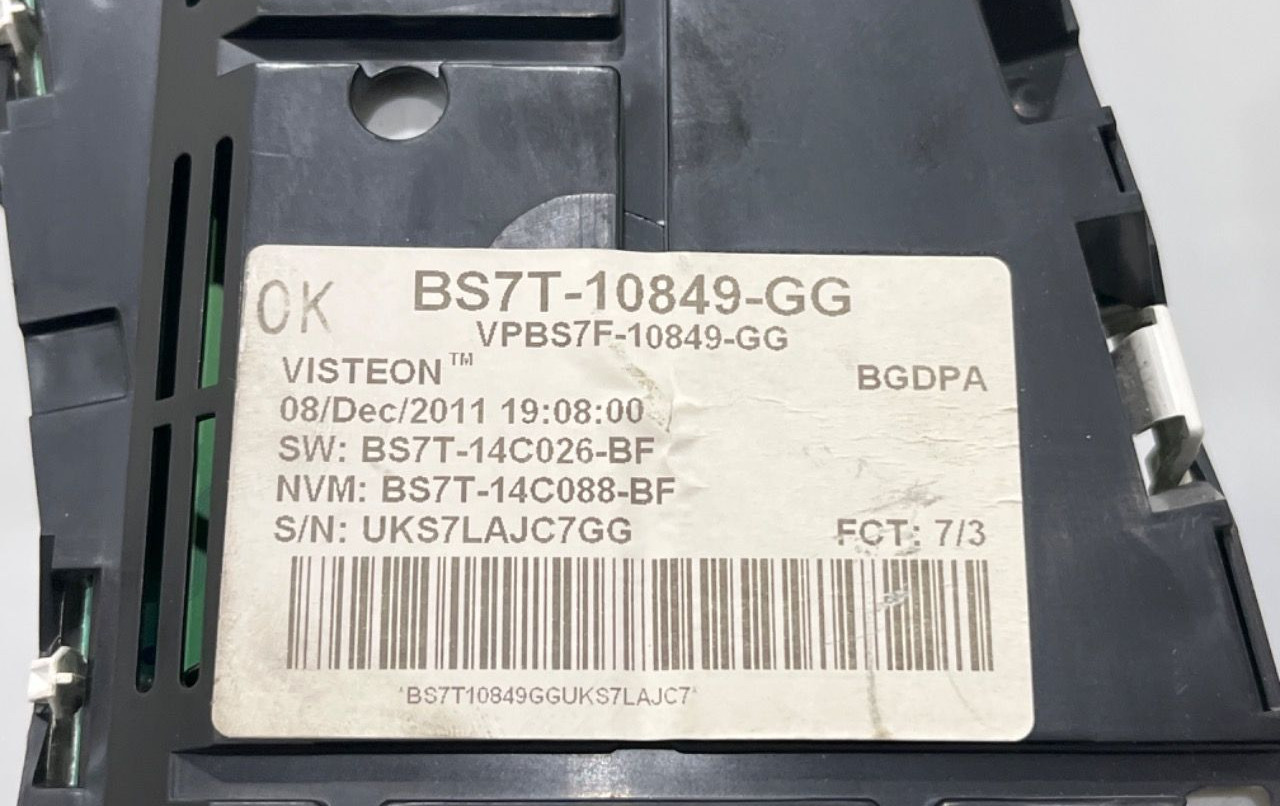 OK
BS7T-10849-GG
VPBS7F-10849-GG
VISTEON™
BGDPA
08/Dec/2011 19:08:00
SW: BS7T-14C026-BF
NVM: BS7T-14C088-BF
S/N: UKS7LAJC7GG
FCT: 7/3
*BS7T10849GGUKS7LAJC7*